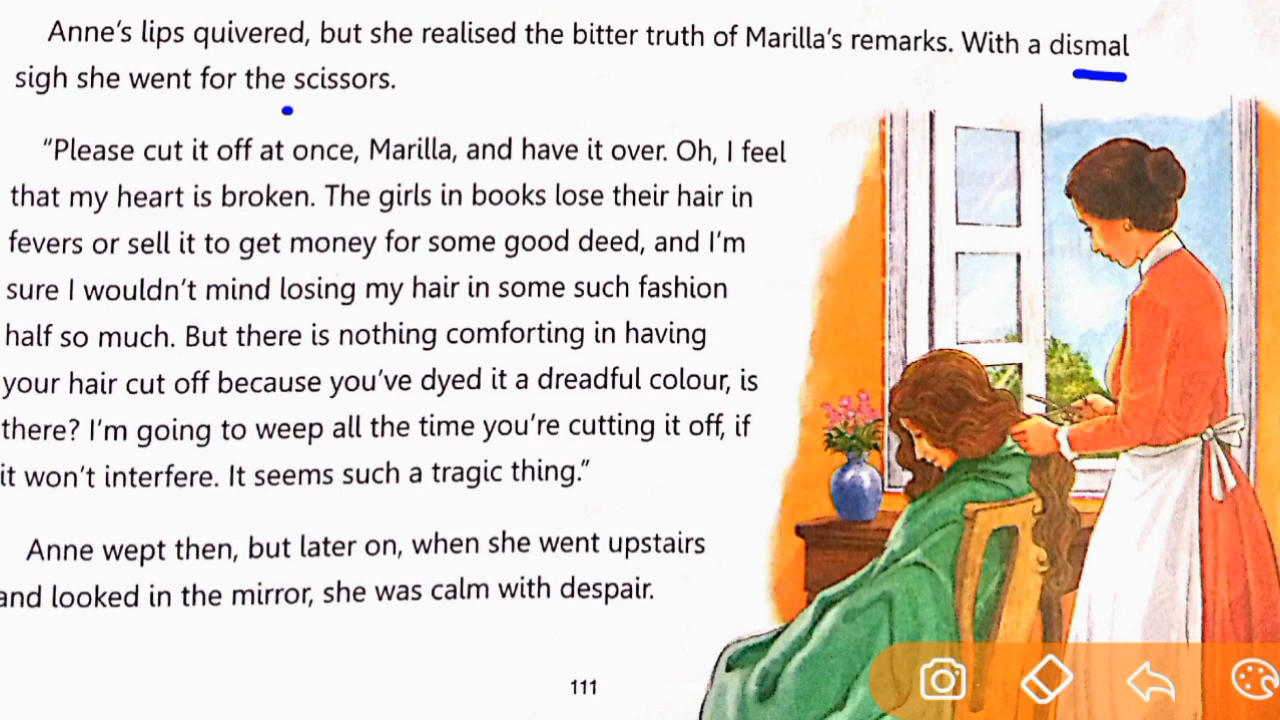 Anne’s lips quivered, but she realised the bitter truth of Marilla’s remarks. With a dismal
sigh she went for the scissors.
“Please cut it off at once, Marilla, and have it over. Oh, I feel
that my heart is broken. The girls in books lose their hair in
fevers or sell it to get money for some good deed, and I’m
sure I wouldn’t mind losing my hair in some such fashion
half so much. But there is nothing comforting in having
your hair cut off because you’ve dyed it a dreadful colour, is
there? I’m going to weep all the time you’re cutting it off, if
it won’t interfere. It seems such a tragic thing.”
Anne wept then, but later on, when she went upstairs
and looked in the mirror, she was calm with despair.
111